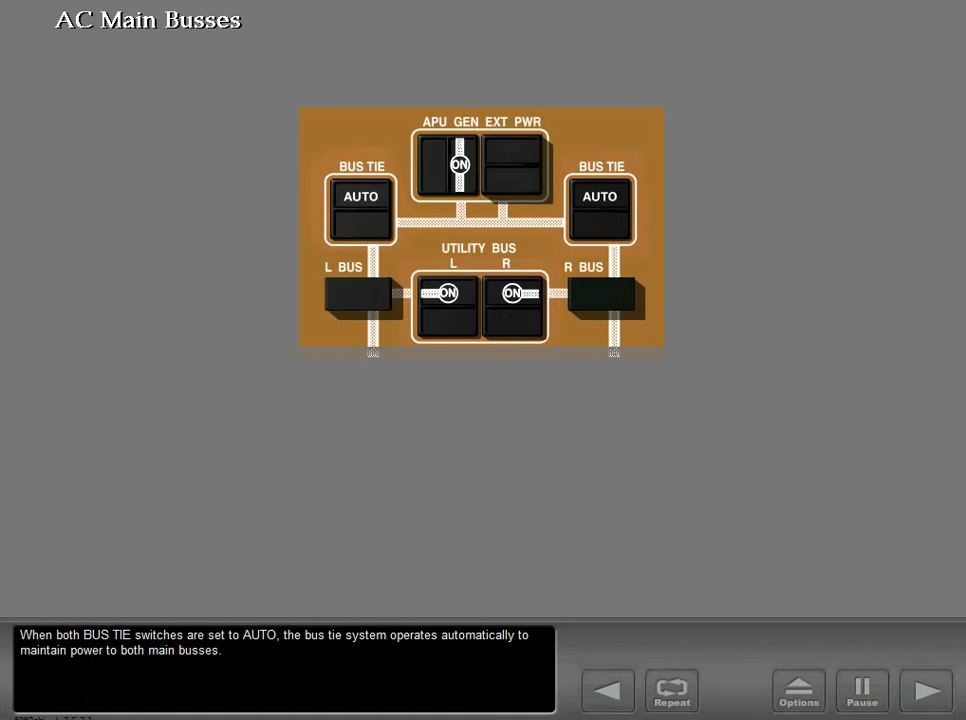 AC Main Busses
APU GEN EXT PWR
ON
BUS TIE
BUS TIE
AUTO
AUTO
UTILITY BUS
L BUS
L
R
R BUS
ON
ON
When both BUS TIE switches are set to AUTO, the bus tie system operates automatically to
maintain power to both main busses.
Repeat
Options
Pause